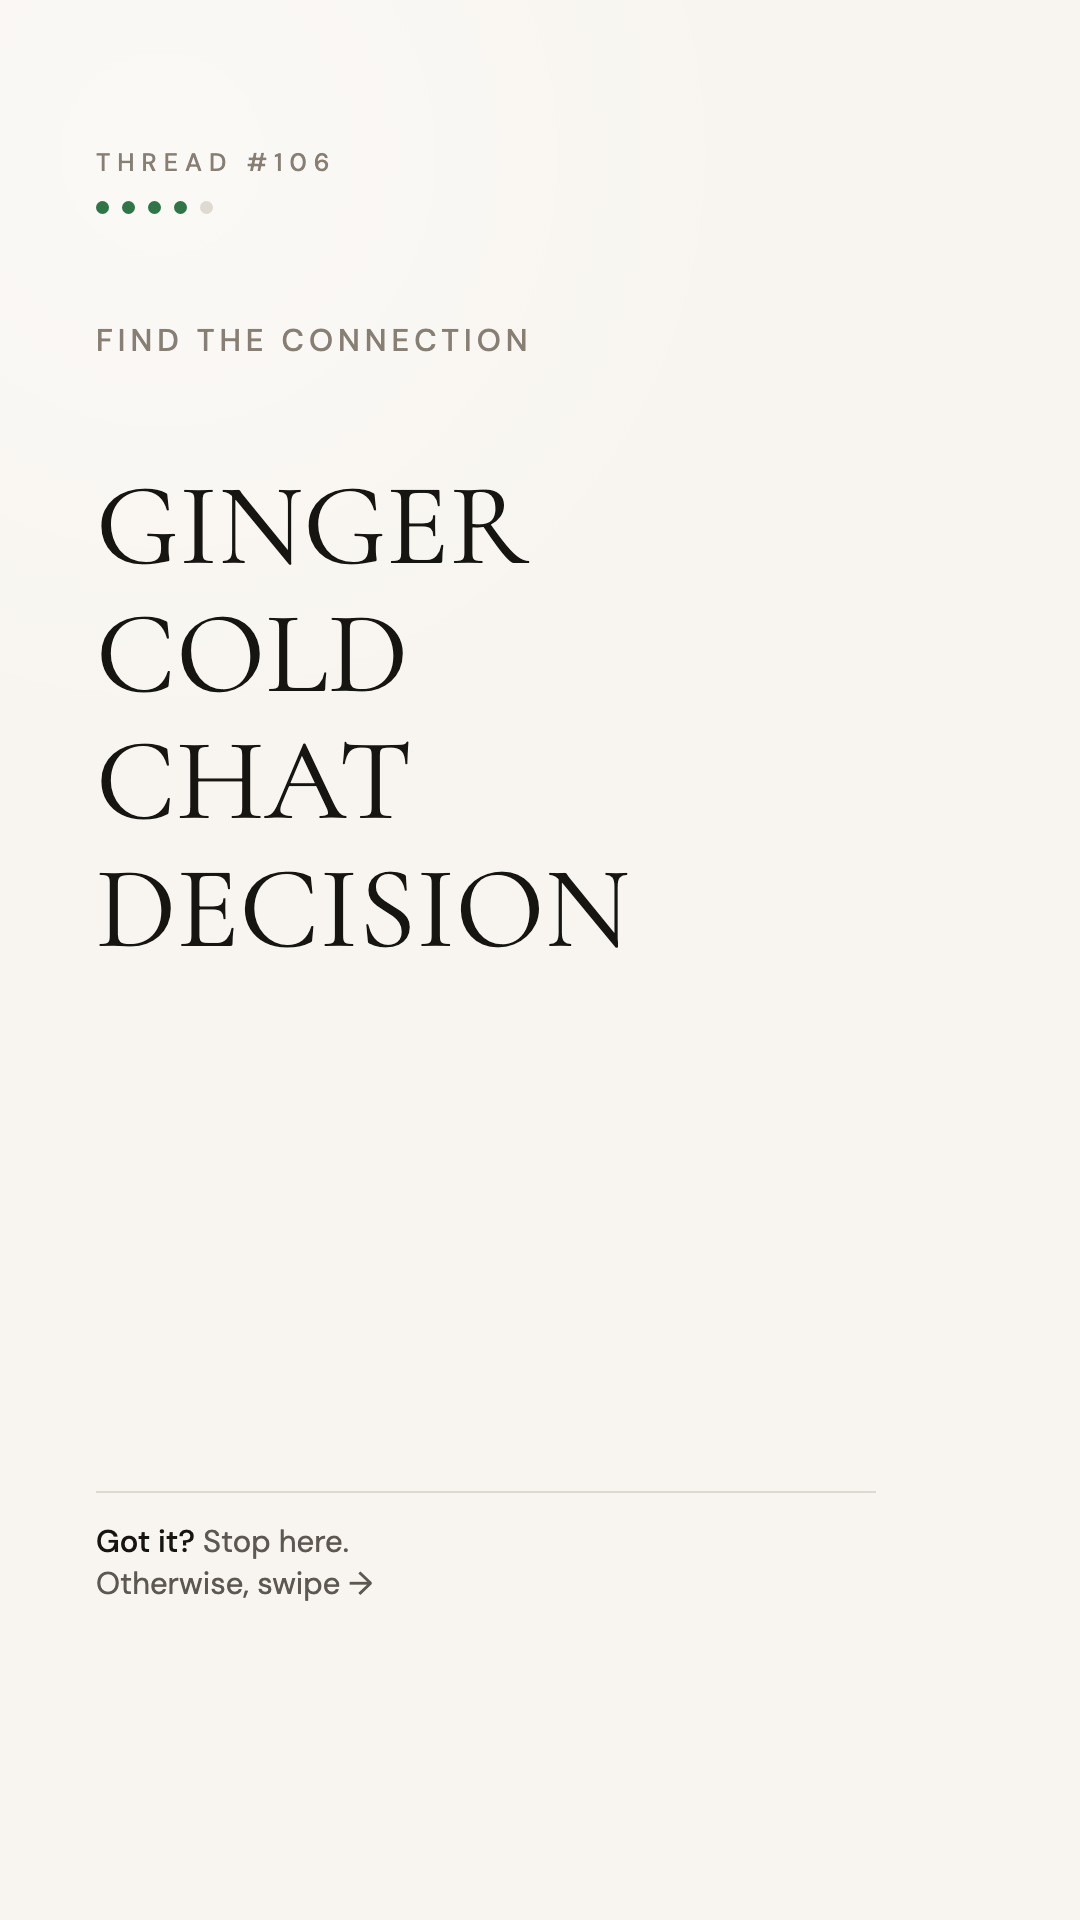 THREAD #106
FIND THE CONNECTION
GINGER
COLD
CHAT
DECISION
Got it? Stop here.
Otherwise, swipe →